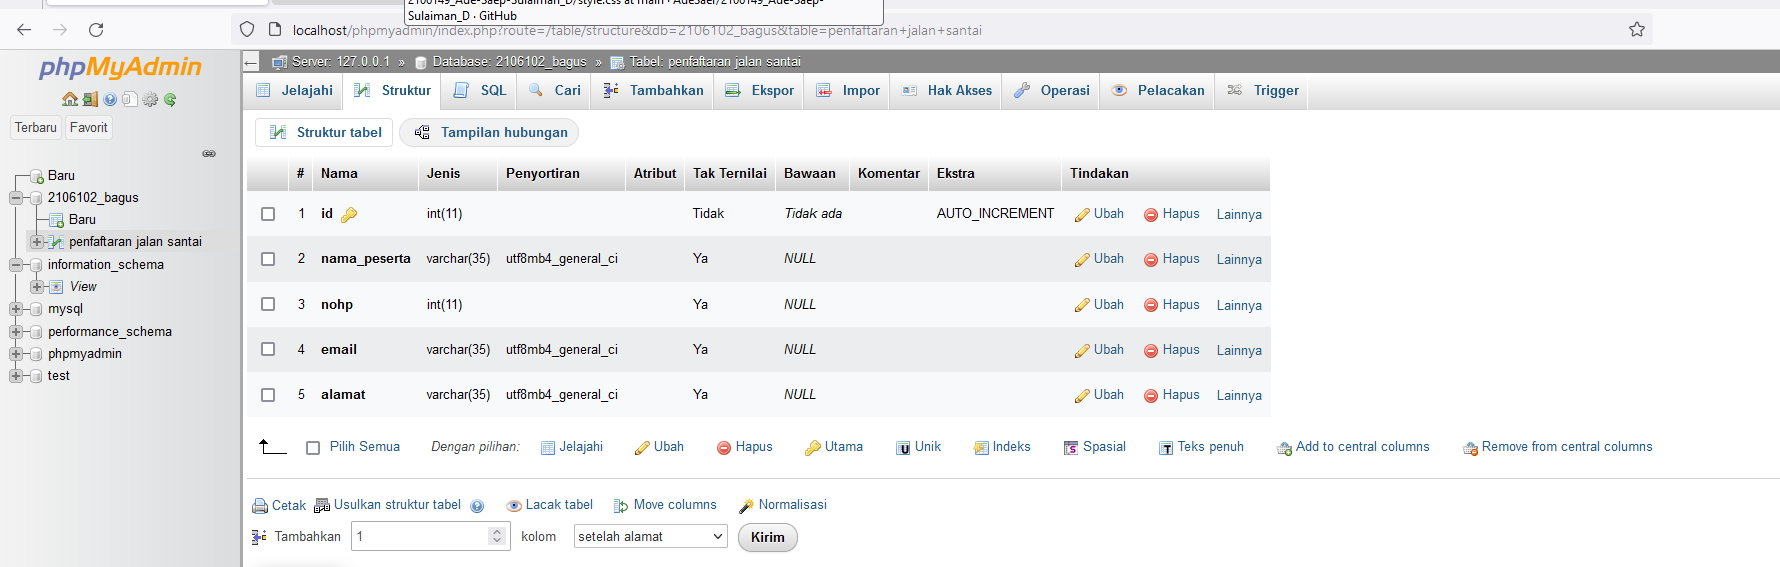 2100149_Ade-Saep-Sulaiman_D/style.css at main · AdeSaef/2100149_Ade-Saep-
Sulaiman_D · GitHub
localhost/phpmyadmin/index.php?route=/table/structure&db=2106102_bagus&table=penfaftaran+jalan+santai
phpMyAdmin
Terbaru Favorit
Baru
2106102_bagus
Baru
penfaftaran jalan santai
information_schema
View
mysql
performance_schema
phpmyadmin
test
← Server: 127.0.0.1 » Database: 2106102_bagus » Tabel: penfaftaran jalan santai
Jelajahi Struktur SQL Cari Tambahkan Ekspor Impor Hak Akses Operasi Pelacakan Trigger
Struktur tabel Tampilan hubungan
# Nama Jenis Penyortiran Atribut Tak Ternilai Bawaan Komentar Ekstra Tindakan
1 id int(11) Tidak Tidak ada AUTO_INCREMENT Ubah Hapus Lainnya
2 nama_peserta varchar(35) utf8mb4_general_ci Ya NULL Ubah Hapus Lainnya
3 nohp int(11) Ya NULL Ubah Hapus Lainnya
4 email varchar(35) utf8mb4_general_ci Ya NULL Ubah Hapus Lainnya
5 alamat varchar(35) utf8mb4_general_ci Ya NULL Ubah Hapus Lainnya
Pilih Semua Dengan pilihan: Jelajahi Ubah Hapus Utama Unik Indeks Spasial Teks penuh Add to central columns Remove from central columns
Cetak Usulkan struktur tabel Lacak tabel Move columns Normalisasi
Tambahkan 1 kolom setelah alamat Kirim